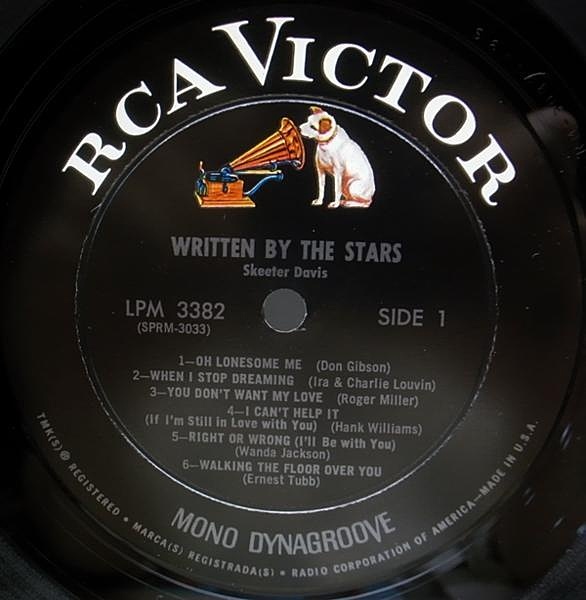 RCA VICTOR
WRITTEN BY THE STARS
Skeeter Davis
LPM 3382
(SPRM-3033)
SIDE 1
1—OH LONESOME ME (Don Gibson)
2—WHEN I STOP DREAMING (Ira & Charlie Louvin)
3—YOU DON'T WANT MY LOVE (Roger Miller)
4—I CAN'T HELP IT
(If I'm Still in Love with You) (Hank Williams)
5—RIGHT OR WRONG (I'll Be with You)
(Wanda Jackson)
6—WALKING THE FLOOR OVER YOU
(Ernest Tubb)
MONO DYNAGROOVE
TMK(S) ® REGISTERED • MARCA(S) REGISTRADA(S) • RADIO CORPORATION OF AMERICA—MADE IN U.S.A.